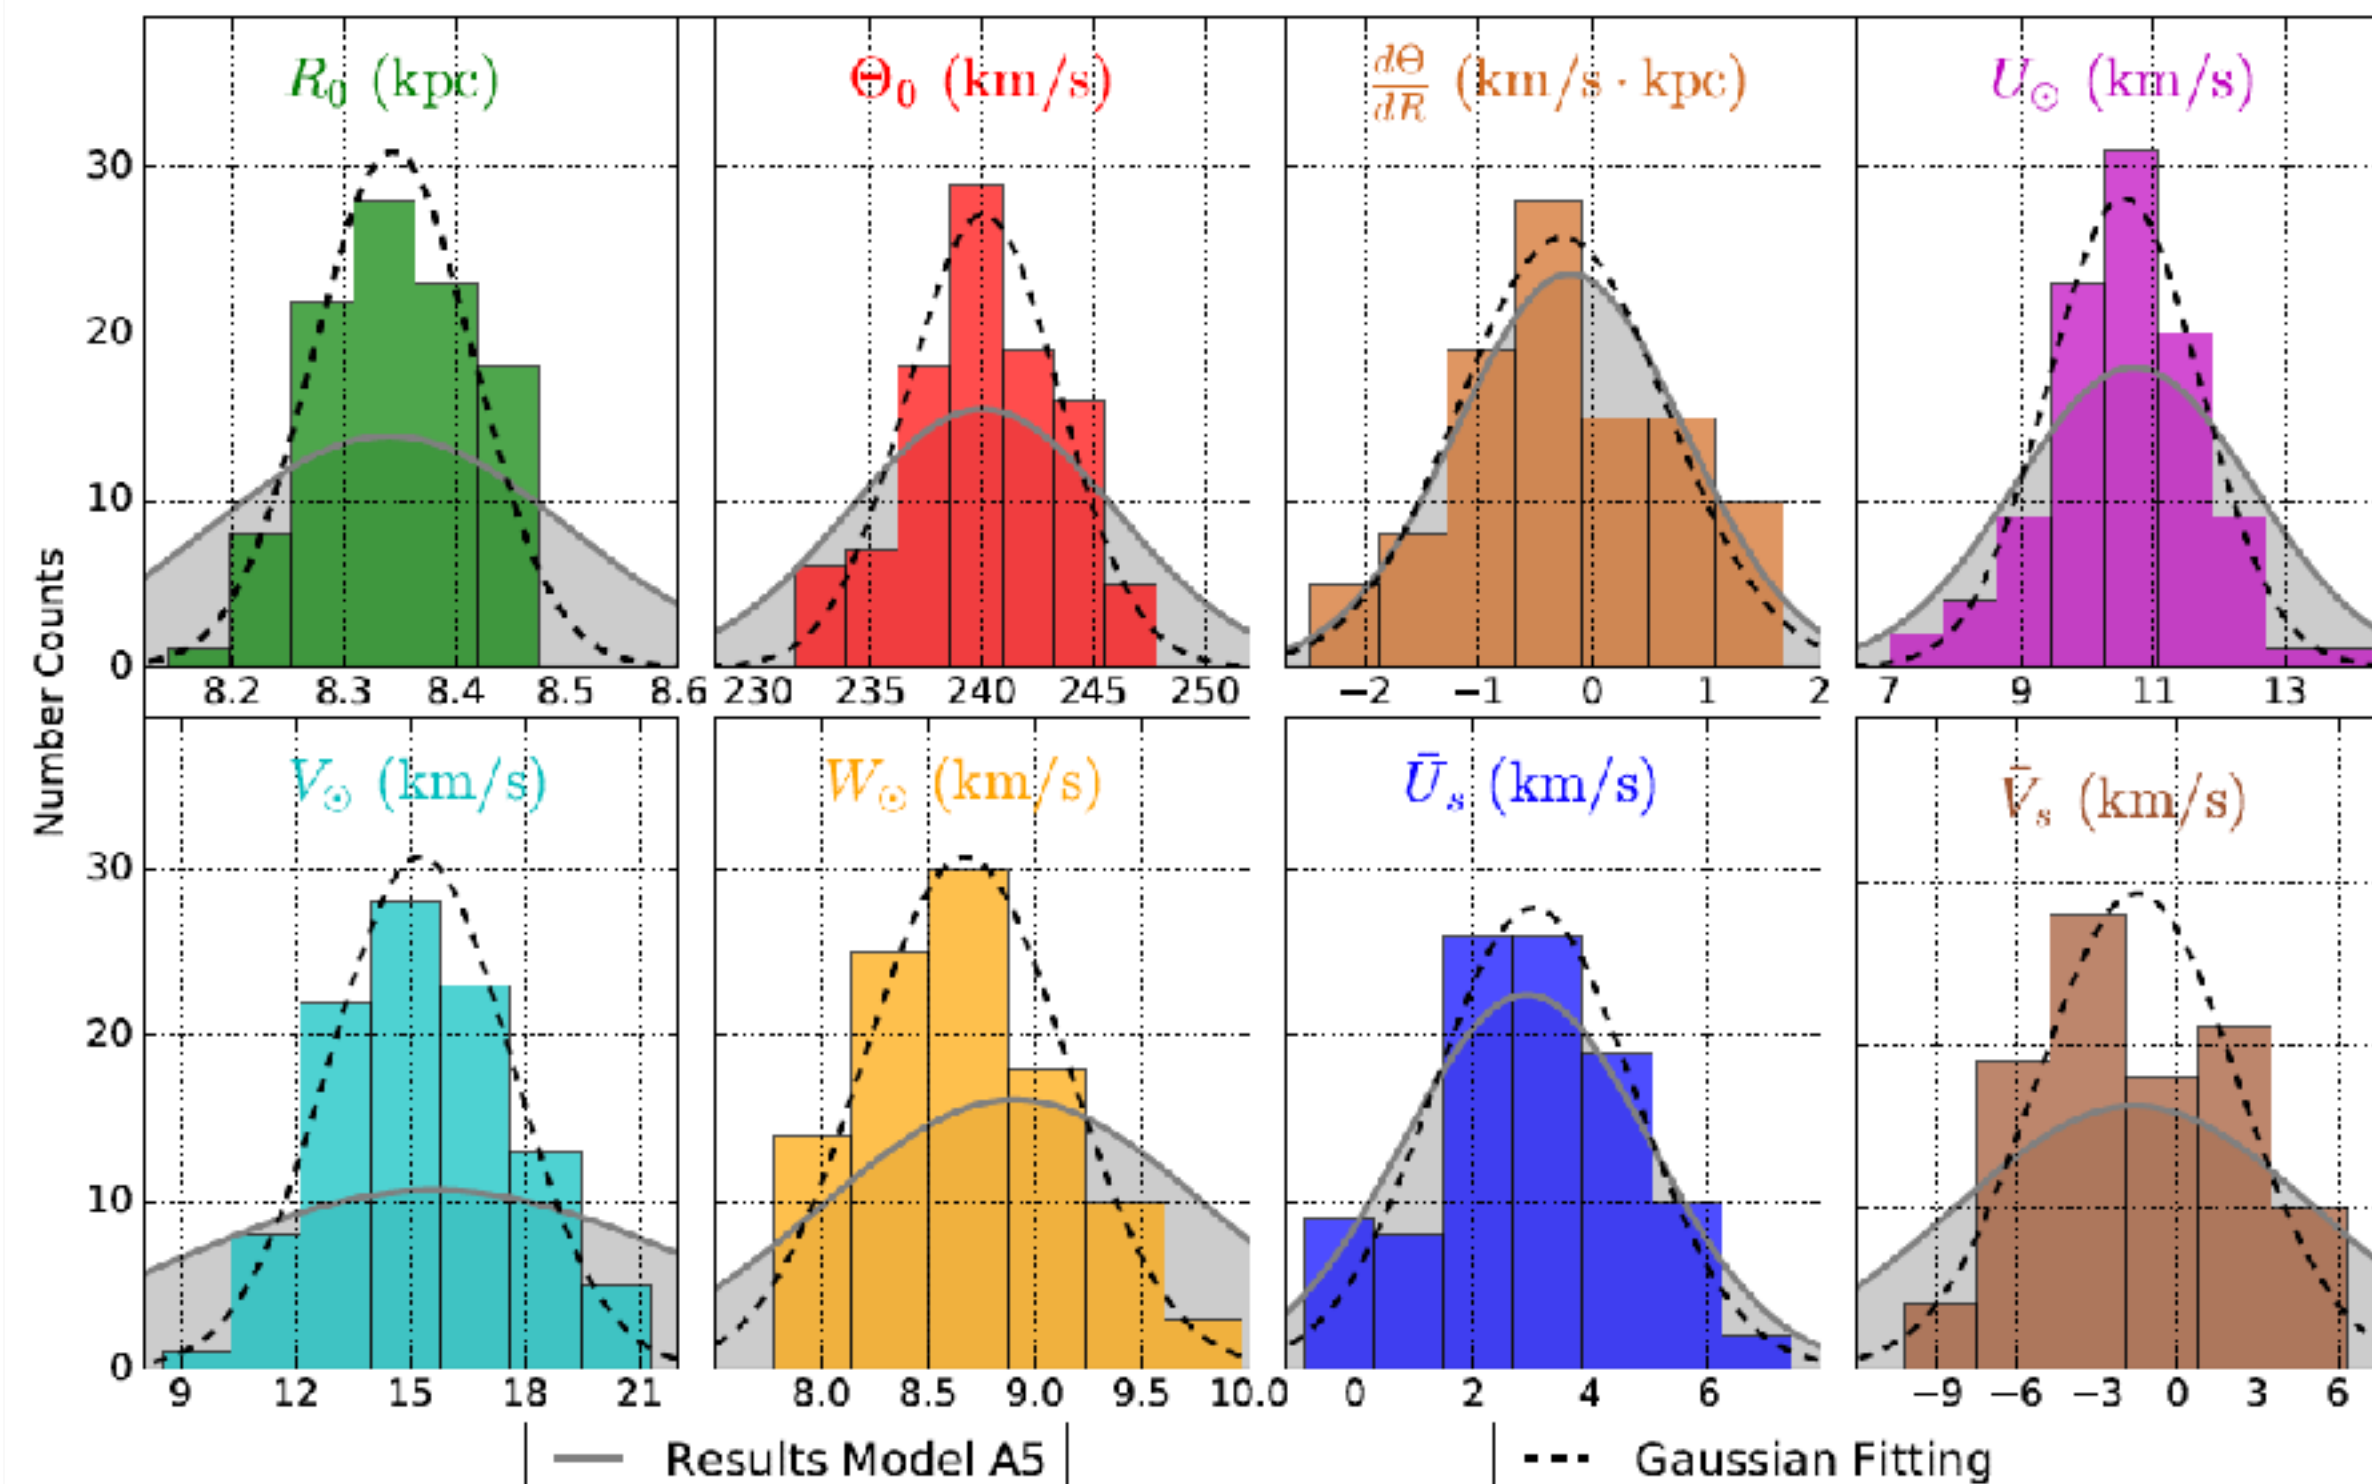 R₀ (kpc) Θ₀ (km/s) dΘ/dR (km/s · kpc) U⊙ (km/s)
30
20
10
0
8.2 8.3 8.4 8.5 8.6 230 235 240 245 250 −2 −1 0 1 2 7 9 11 13
Number Counts
V⊙ (km/s) W⊙ (km/s) Ūₛ (km/s) V̄ₛ (km/s)
30
20
10
0
9 12 15 18 21 8.0 8.5 9.0 9.5 10.0 0 2 4 6 −9 −6 −3 0 3 6
Results Model A5 Gaussian Fitting